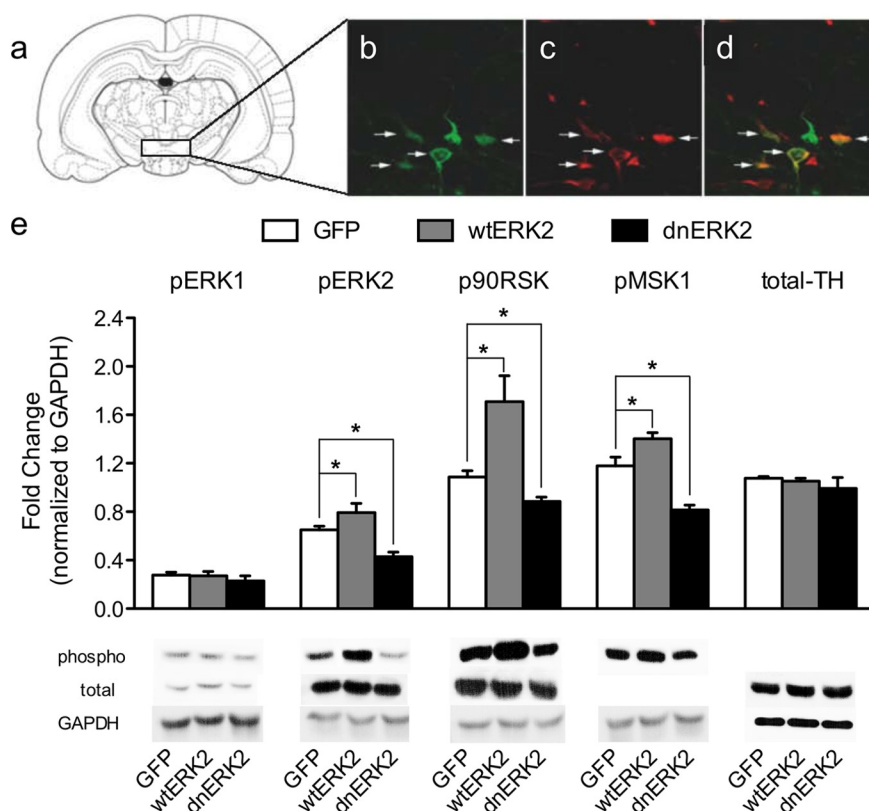 a
b
c
d
e
GFP wtERK2 dnERK2
pERK1 pERK2 p90RSK pMSK1 total-TH
Fold Change
(normalized to GAPDH)
2.4
2.0
1.6
1.2
0.8
0.4
0.0
* * * * * *
phospho
total
GAPDH
GFP wtERK2 dnERK2 GFP wtERK2 dnERK2 GFP wtERK2 dnERK2 GFP wtERK2 dnERK2 GFP wtERK2 dnERK2